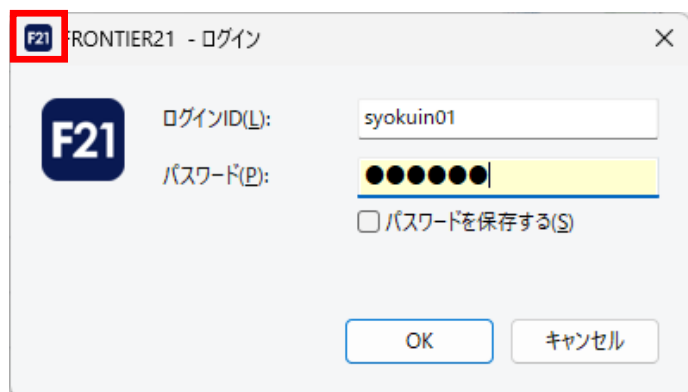 F21 FRONTIER21 - ログイン
F21
ログインID(L):
syokuin01
パスワード(P):
●●●●●●
パスワードを保存する(S)
OK
キャンセル